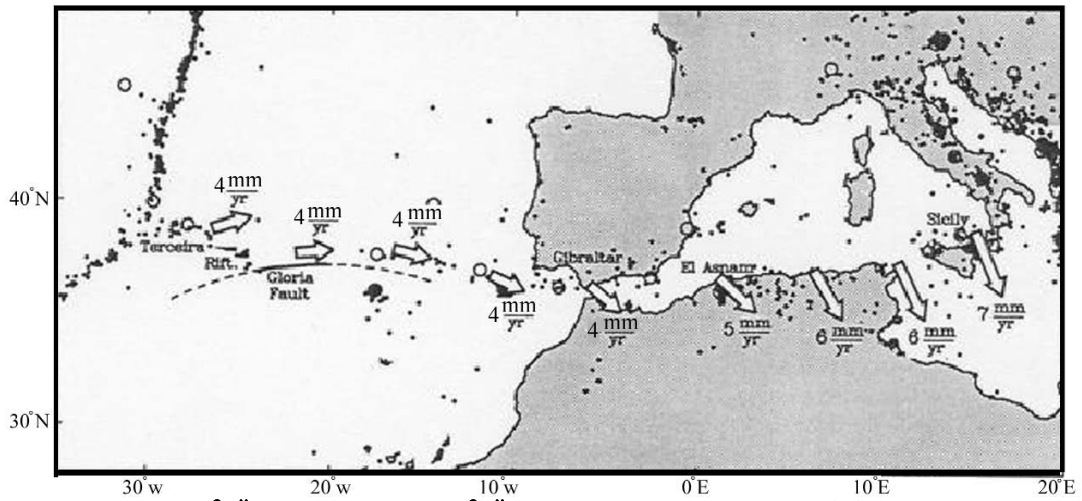 4 mm/yr
4 mm/yr
4 mm/yr
40°N
Terceira
Rift
Gloria
Fault
Gibraltar
El Asnam
Sicily
4 mm/yr
4 mm/yr
5 mm/yr
6 mm/yr
6 mm/yr
7 mm/yr
30°N
30 W
20 W
10 W
0 E
10 E
20°E